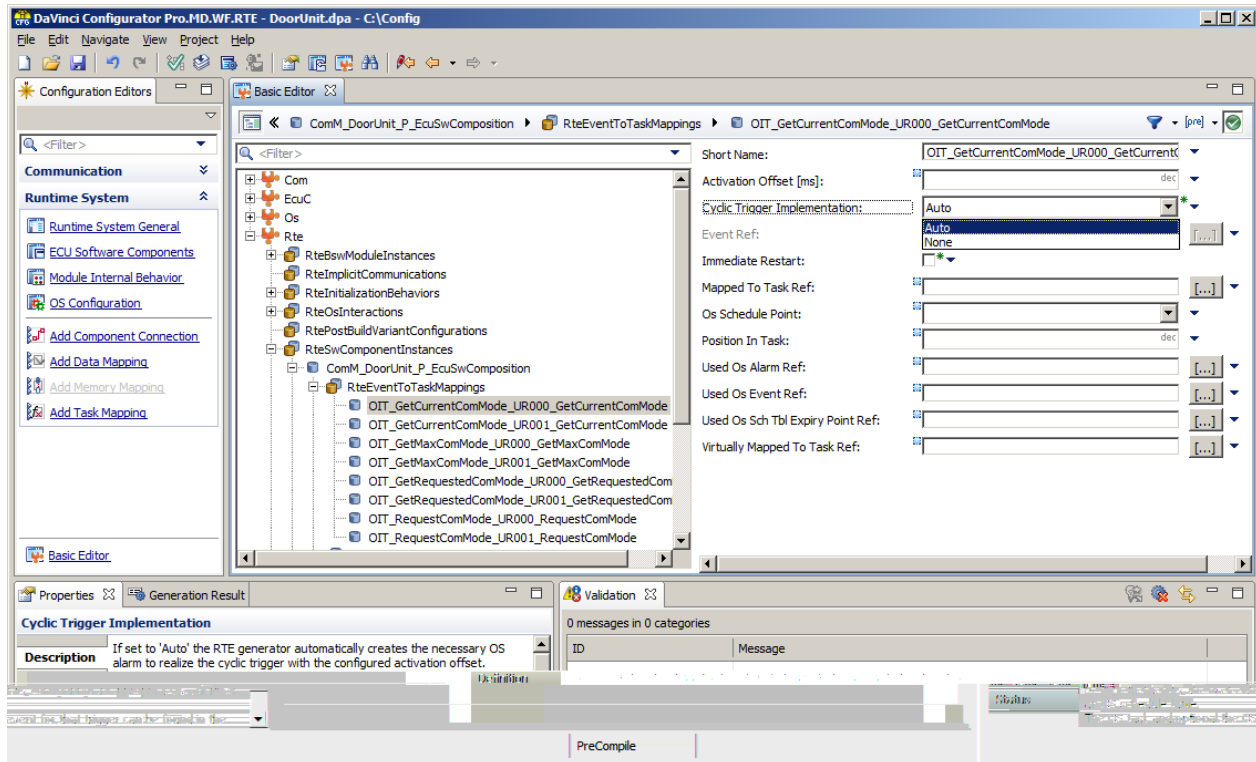 DaVinci Configurator Pro.MD.WF.RTE - DoorUnit.dpa - C:\Config
File Edit Navigate View Project Help
Configuration Editors
<Filter>
Communication
Runtime System
Runtime System General
ECU Software Components
Module Internal Behavior
OS Configuration
Add Component Connection
Add Data Mapping
Add Memory Mapping
Add Task Mapping
Basic Editor
Basic Editor
ComM_DoorUnit_P_EcuSwComposition RteEventToTaskMappings OIT_GetCurrentComMode_UR000_GetCurrentComMode [pre]
<Filter>
Com
EcuC
Os
Rte
RteBswModuleInstances
RteImplicitCommunications
RteInitializationBehaviors
RteOsInteractions
RtePostBuildVariantConfigurations
RteSwComponentInstances
ComM_DoorUnit_P_EcuSwComposition
RteEventToTaskMappings
OIT_GetCurrentComMode_UR000_GetCurrentComMode
OIT_GetCurrentComMode_UR001_GetCurrentComMode
OIT_GetMaxComMode_UR000_GetMaxComMode
OIT_GetMaxComMode_UR001_GetMaxComMode
OIT_GetRequestedComMode_UR000_GetRequestedCom
OIT_GetRequestedComMode_UR001_GetRequestedCom
OIT_RequestComMode_UR000_RequestComMode
OIT_RequestComMode_UR001_RequestComMode
Short Name: OIT_GetCurrentComMode_UR000_GetCurrentC
Activation Offset [ms]: dec
Cyclic Trigger Implementation: Auto *
Auto
None
Event Ref: [...]
Immediate Restart: *
Mapped To Task Ref: [...]
Os Schedule Point:
Position In Task: dec
Used Os Alarm Ref: [...]
Used Os Event Ref: [...]
Used Os Sch Tbl Expiry Point Ref: [...]
Virtually Mapped To Task Ref: [...]
Properties Generation Result
Cyclic Trigger Implementation
Description If set to 'Auto' the RTE generator automatically creates the necessary OS
alarm to realize the cyclic trigger with the configured activation offset.
Validation
0 messages in 0 categories
ID Message
Definition
Status
PreCompile